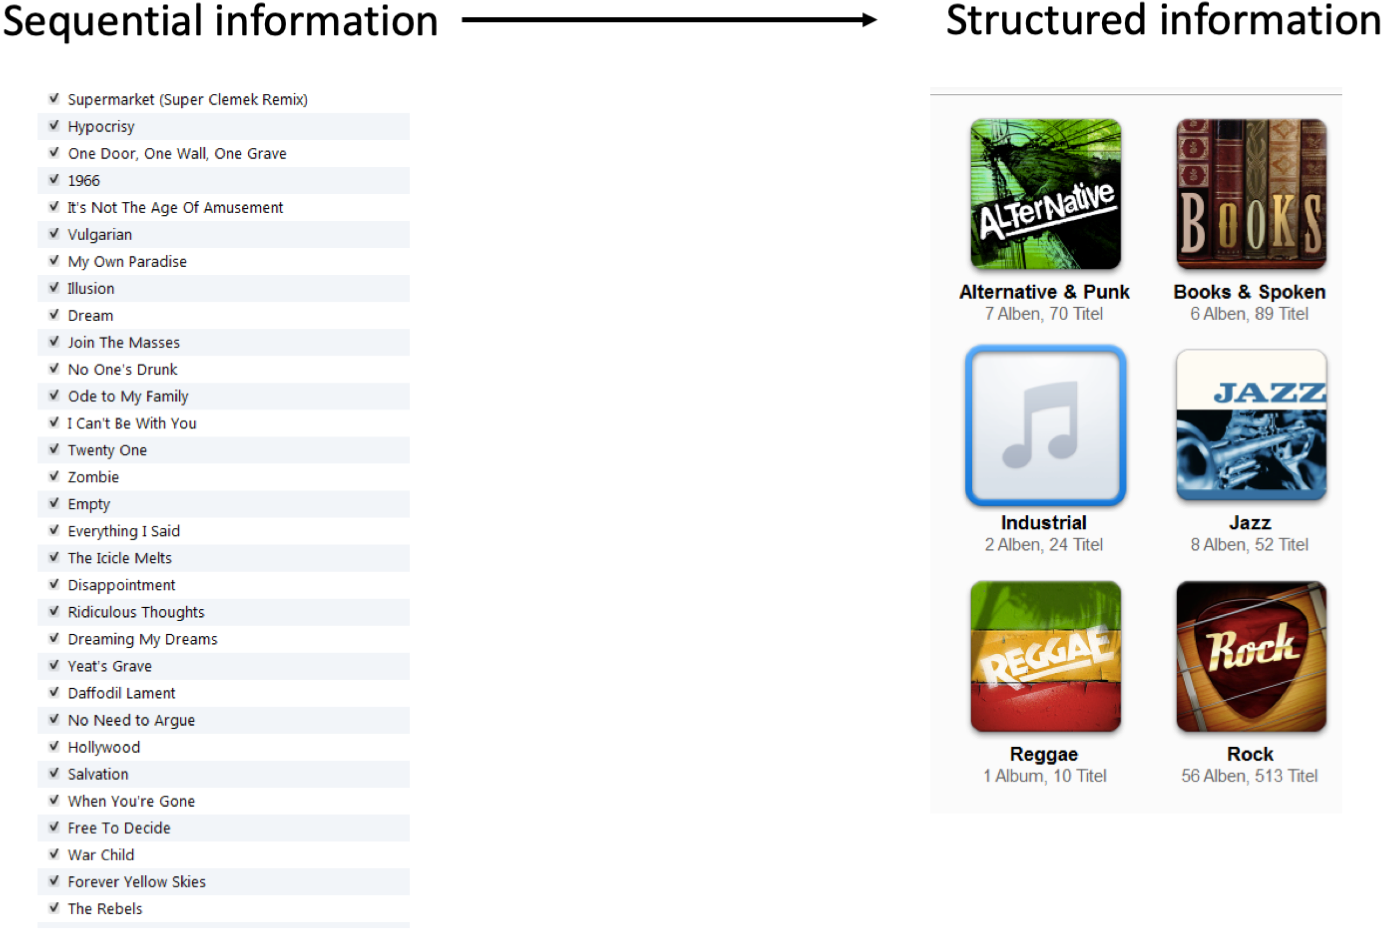 Sequential information
Structured information
Supermarket (Super Clemek Remix)
Hypocrisy
One Door, One Wall, One Grave
1966
It's Not The Age Of Amusement
Vulgarian
My Own Paradise
Illusion
Dream
Join The Masses
No One's Drunk
Ode to My Family
I Can't Be With You
Twenty One
Zombie
Empty
Everything I Said
The Icicle Melts
Disappointment
Ridiculous Thoughts
Dreaming My Dreams
Yeat's Grave
Daffodil Lament
No Need to Argue
Hollywood
Salvation
When You're Gone
Free To Decide
War Child
Forever Yellow Skies
The Rebels
ALTerNative
Alternative & Punk
7 Alben, 70 Titel
BOOKS
Books & Spoken
6 Alben, 89 Titel
Industrial
2 Alben, 24 Titel
JAZZ
Jazz
8 Alben, 52 Titel
REGGAE
Reggae
1 Album, 10 Titel
Rock
Rock
56 Alben, 513 Titel